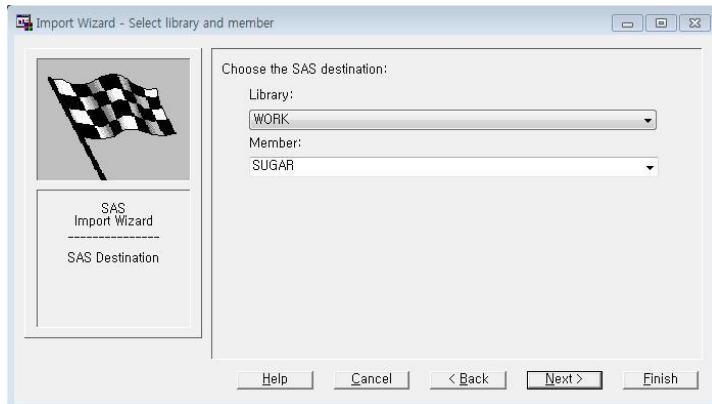 Import Wizard - Select library and member
Choose the SAS destination:
Library:
WORK
Member:
SUGAR
SAS
Import Wizard
---------------
SAS Destination
Help Cancel < Back Next > Finish